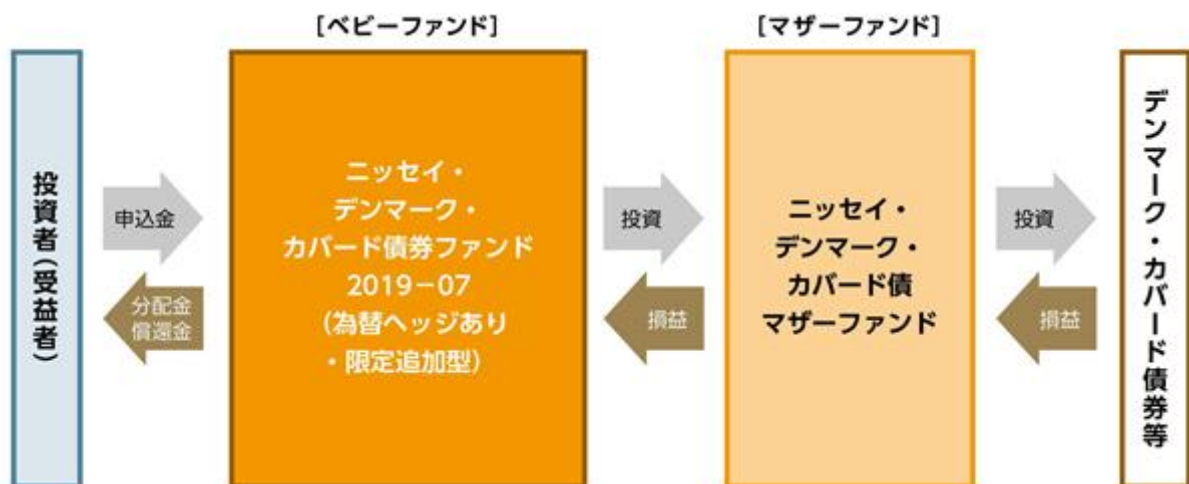 ［ベビーファンド］
［マザーファンド］
投資者（受益者）
申込金
分配金
償還金
ニッセイ・
デンマーク・
カバード債券ファンド
2019－07
（為替ヘッジあり
・限定追加型）
投資
損益
ニッセイ・
デンマーク・
カバード債
マザーファンド
投資
損益
デンマーク・カバード債券等